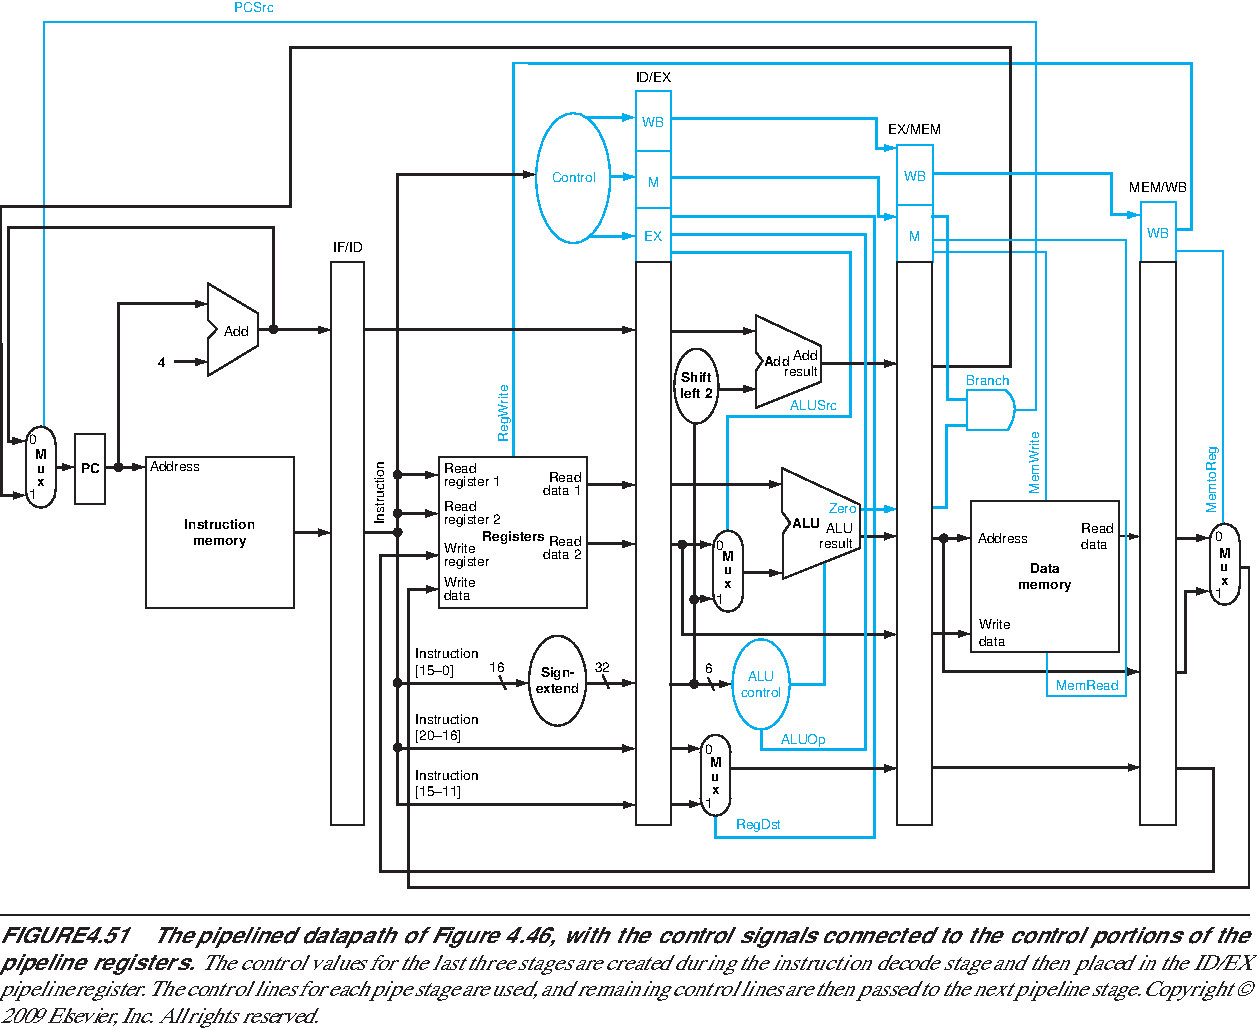 PCSrc
ID/EX
WB
EX/MEM
Control
M
WB
MEM/WB
EX
M
WB
IF/ID
Add
4
Add Add
result
Shift
left 2
Branch
ALUSrc
RegWrite
MemWrite
MemtoReg
0
M
u
x
1
PC
Address
Instruction
memory
Instruction
Read
register 1
Read
data 1
Read
register 2
Registers
Read
data 2
Write
register
Write
data
0
M
u
x
1
Zero
ALU
ALU
result
Address
Read
data
Data
memory
Write
data
0
M
u
x
1
Instruction
[15–0]
16
Sign-
extend
32
6
ALU
control
MemRead
Instruction
[20–16]
ALUOp
0
M
u
x
1
Instruction
[15–11]
RegDst
FIGURE4.51 The pipelined datapath of Figure 4.46, with the control signals connected to the control portions of the
pipeline registers. The control values for the last three stages are created during the instruction decode stage and then placed in the ID/EX
pipeline register. The control lines for each pipe stage are used, and remaining control lines are then passed to the next pipeline stage. Copyright ©
2009 Elsevier, Inc. All rights reserved.